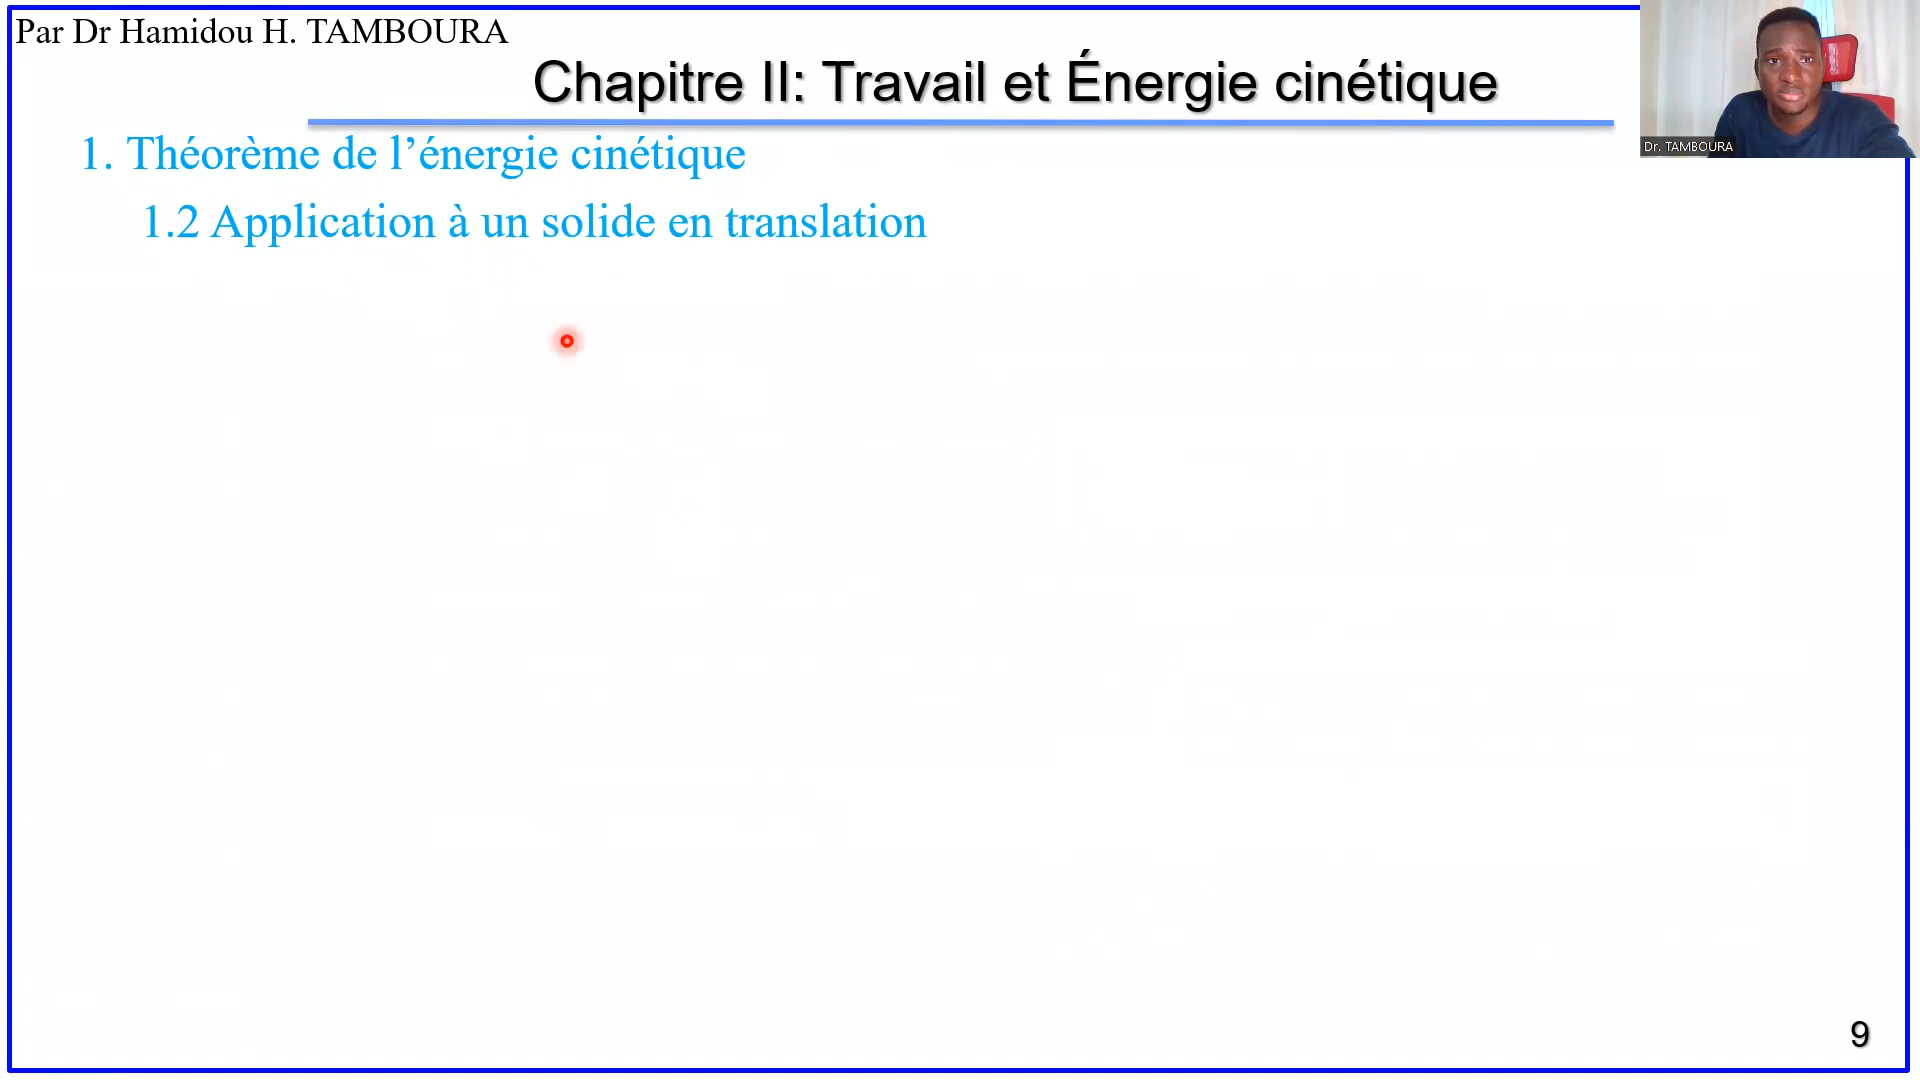 Par Dr Hamidou H. TAMBOURA
Chapitre II: Travail et Énergie cinétique
Dr. TAMBOURA
1. Théorème de l’énergie cinétique
1.2 Application à un solide en translation
9